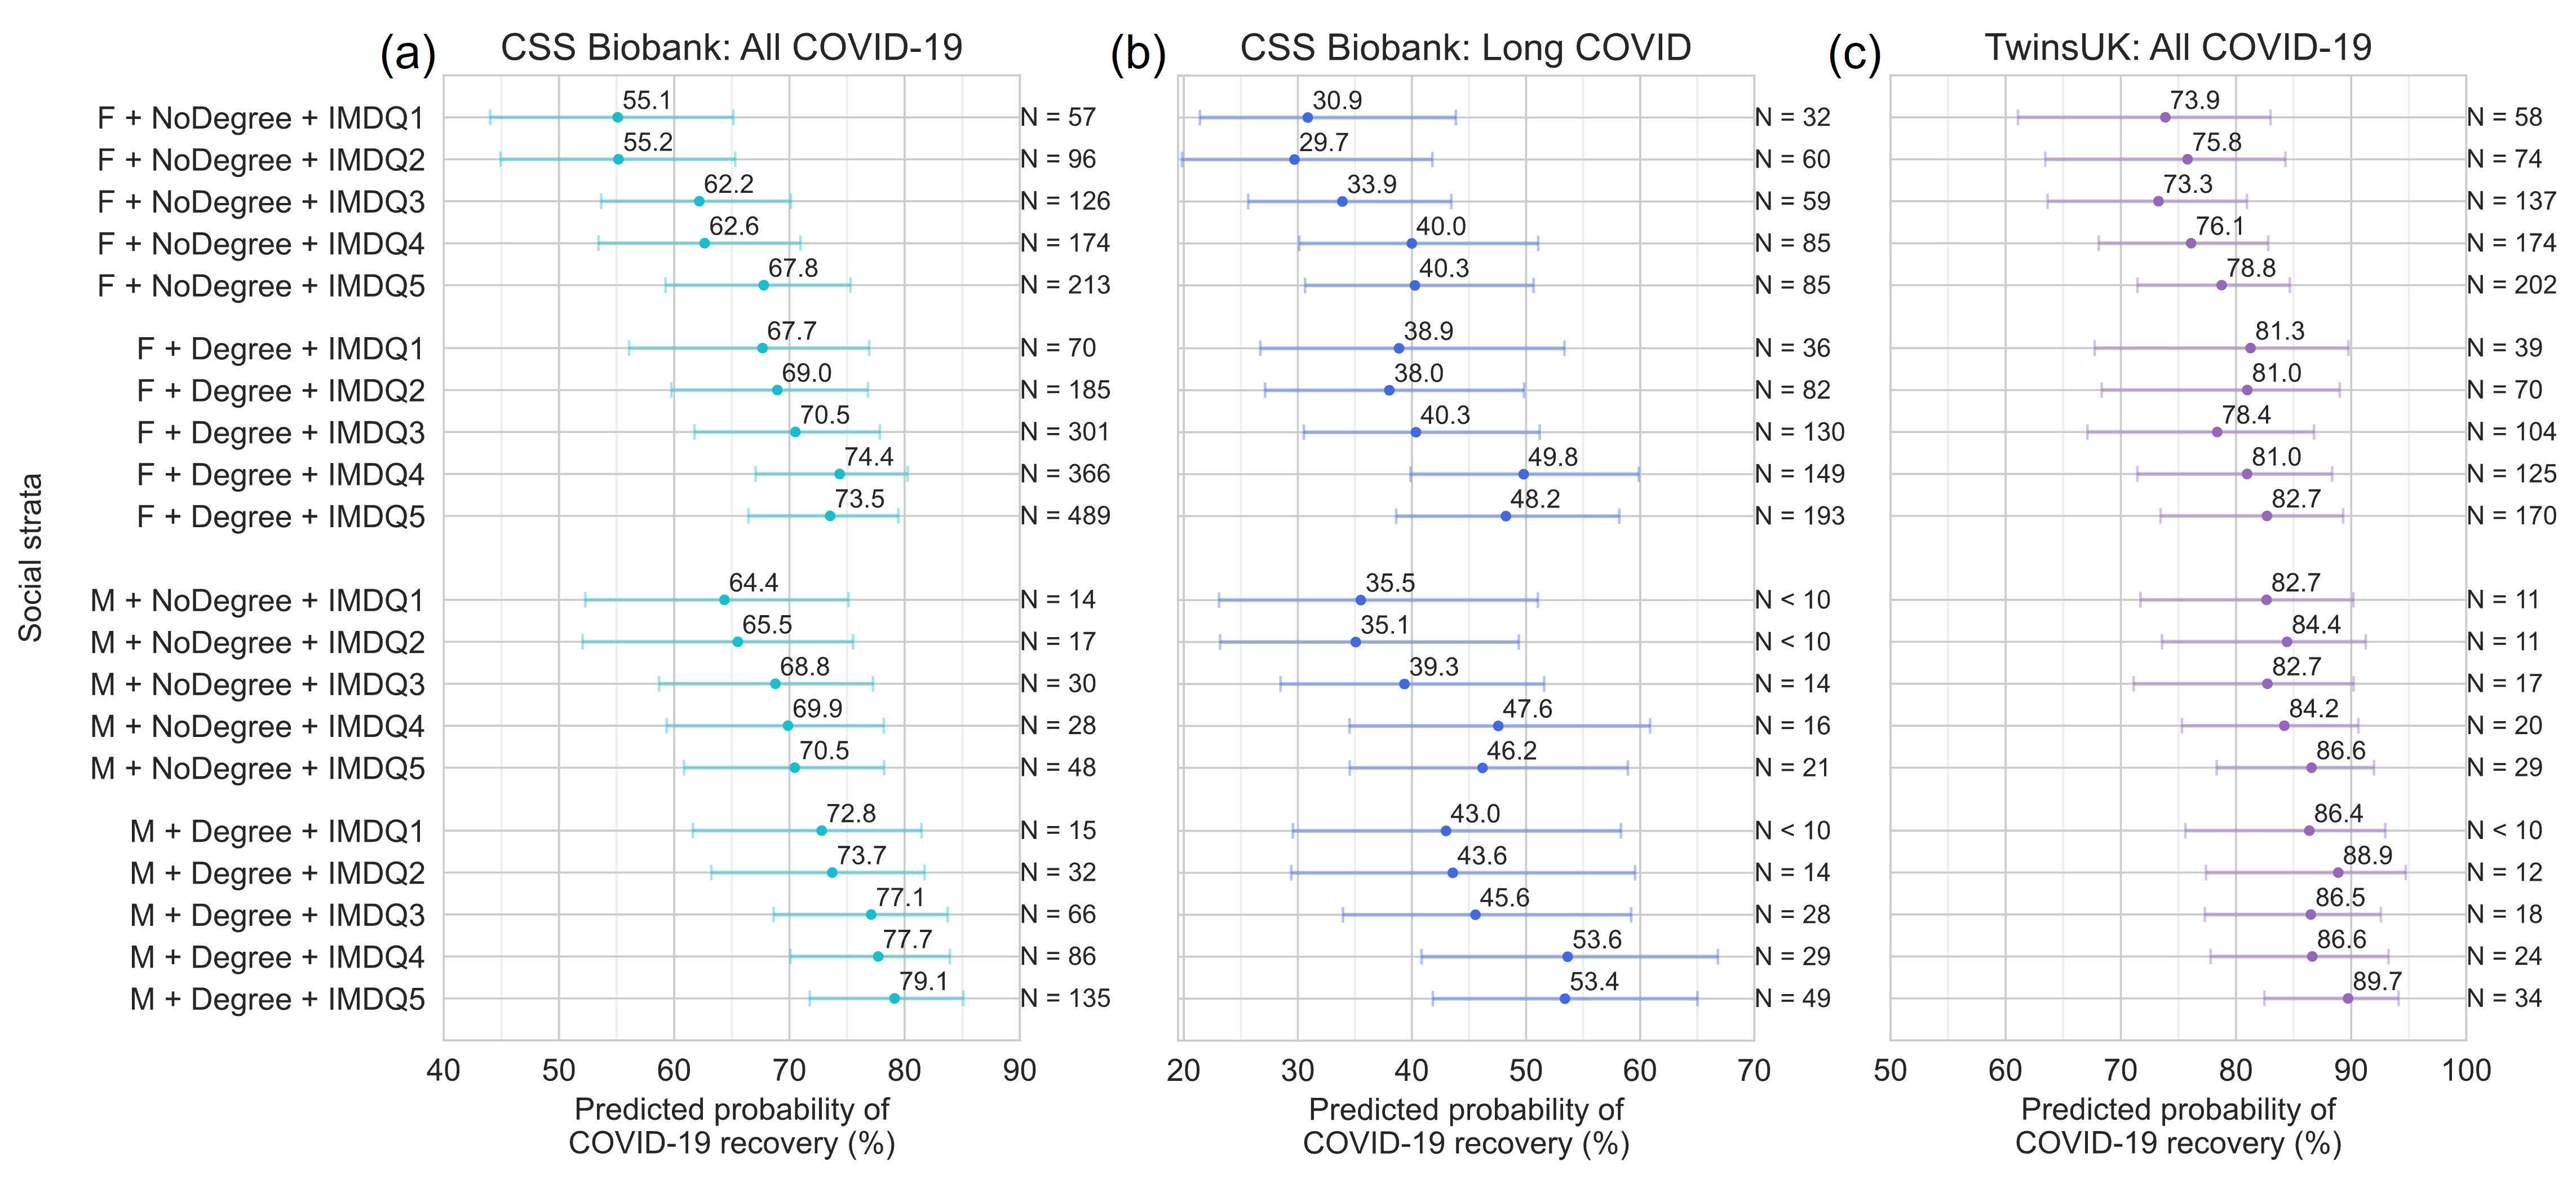 (a) CSS Biobank: All COVID-19
(b) CSS Biobank: Long COVID
(c) TwinsUK: All COVID-19
Social strata
F + NoDegree + IMDQ1 55.1 N = 57 30.9 N = 32 73.9 N = 58
F + NoDegree + IMDQ2 55.2 N = 96 29.7 N = 60 75.8 N = 74
F + NoDegree + IMDQ3 62.2 N = 126 33.9 N = 59 73.3 N = 137
F + NoDegree + IMDQ4 62.6 N = 174 40.0 N = 85 76.1 N = 174
F + NoDegree + IMDQ5 67.8 N = 213 40.3 N = 85 78.8 N = 202
F + Degree + IMDQ1 67.7 N = 70 38.9 N = 36 81.3 N = 39
F + Degree + IMDQ2 69.0 N = 185 38.0 N = 82 81.0 N = 70
F + Degree + IMDQ3 70.5 N = 301 40.3 N = 130 78.4 N = 104
F + Degree + IMDQ4 74.4 N = 366 49.8 N = 149 81.0 N = 125
F + Degree + IMDQ5 73.5 N = 489 48.2 N = 193 82.7 N = 170
M + NoDegree + IMDQ1 64.4 N = 14 35.5 N < 10 82.7 N = 11
M + NoDegree + IMDQ2 65.5 N = 17 35.1 N < 10 84.4 N = 11
M + NoDegree + IMDQ3 68.8 N = 30 39.3 N = 14 82.7 N = 17
M + NoDegree + IMDQ4 69.9 N = 28 47.6 N = 16 84.2 N = 20
M + NoDegree + IMDQ5 70.5 N = 48 46.2 N = 21 86.6 N = 29
M + Degree + IMDQ1 72.8 N = 15 43.0 N < 10 86.4 N < 10
M + Degree + IMDQ2 73.7 N = 32 43.6 N = 14 88.9 N = 12
M + Degree + IMDQ3 77.1 N = 66 45.6 N = 28 86.5 N = 18
M + Degree + IMDQ4 77.7 N = 86 53.6 N = 29 86.6 N = 24
M + Degree + IMDQ5 79.1 N = 135 53.4 N = 49 89.7 N = 34
40 50 60 70 80 90
20 30 40 50 60 70
50 60 70 80 90 100
Predicted probability of
COVID-19 recovery (%)
Predicted probability of
COVID-19 recovery (%)
Predicted probability of
COVID-19 recovery (%)